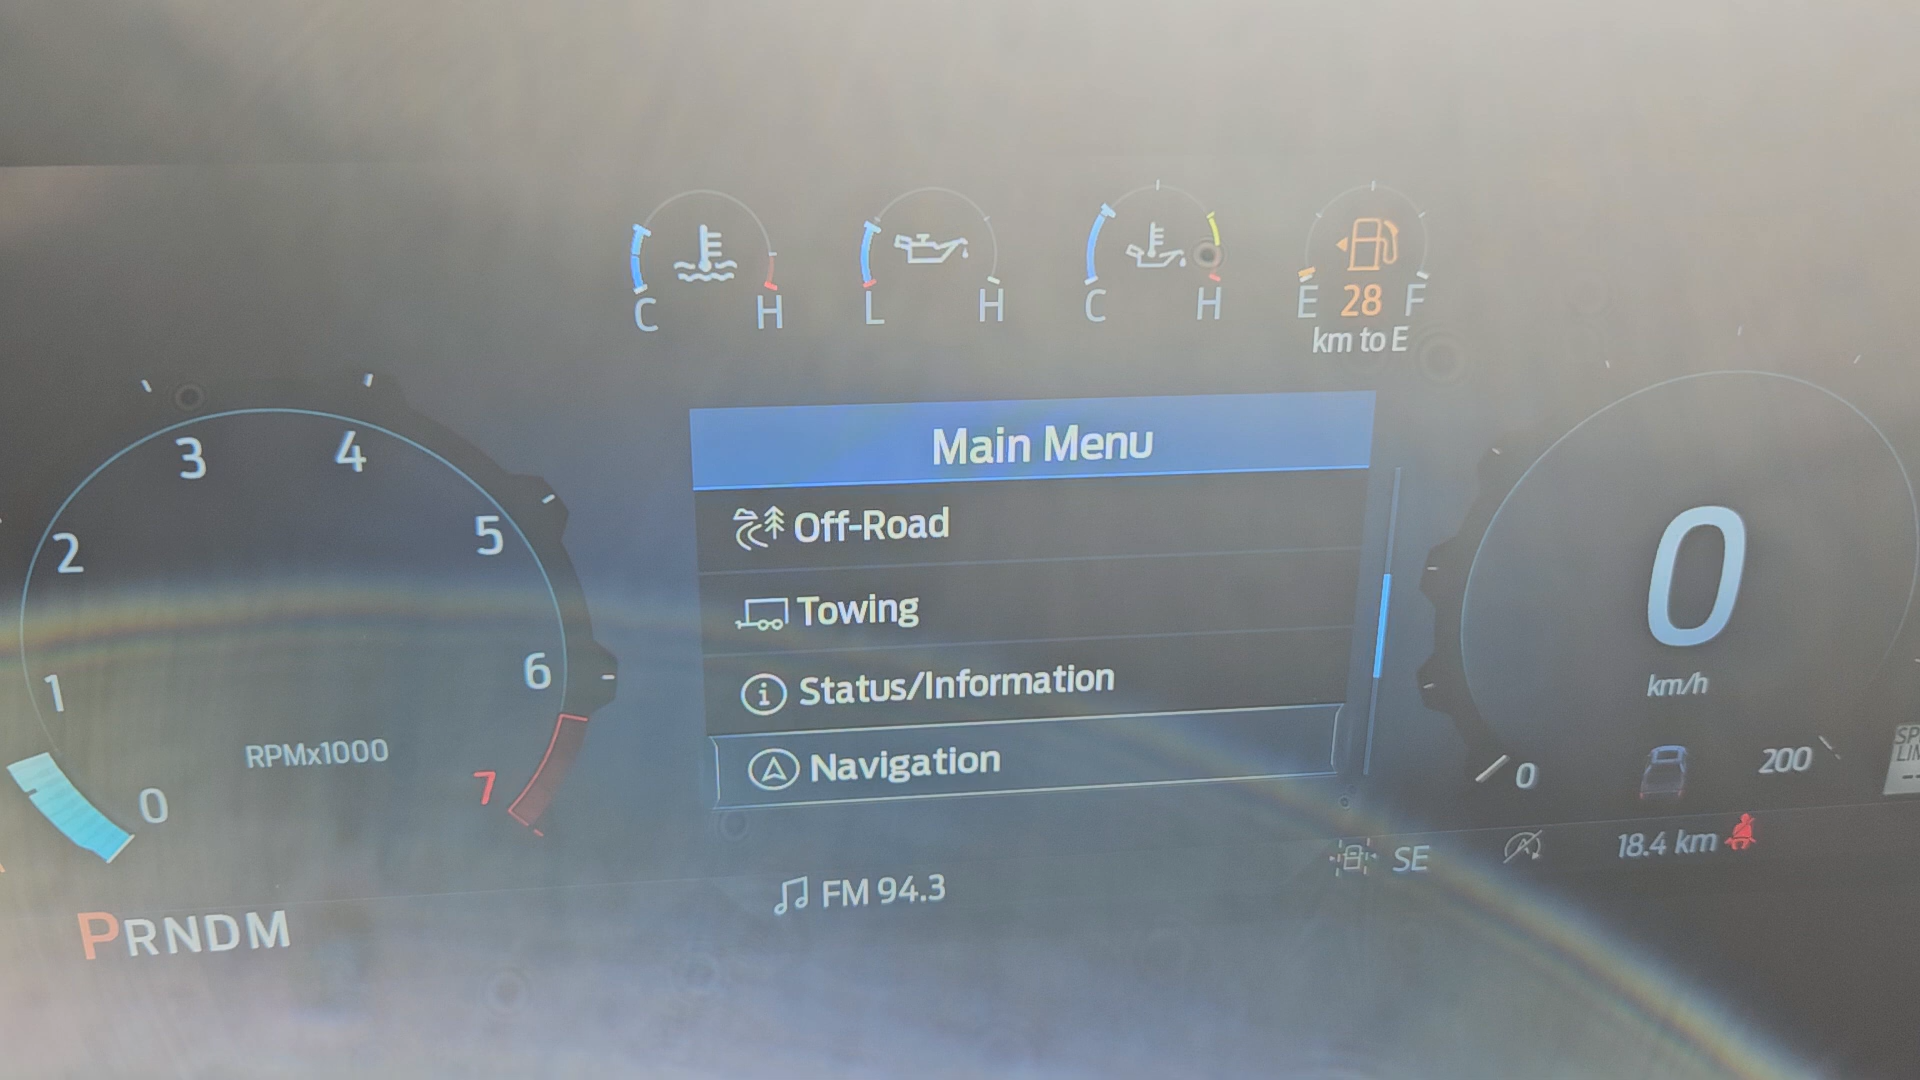 C H
L H
C H
E 28 F
km to E
0 1 2 3 4 5 6 7
RPMx1000
PRNDM
Main Menu
Off-Road
Towing
Status/Information
Navigation
FM 94.3
0
km/h
0 200
SE
18.4 km